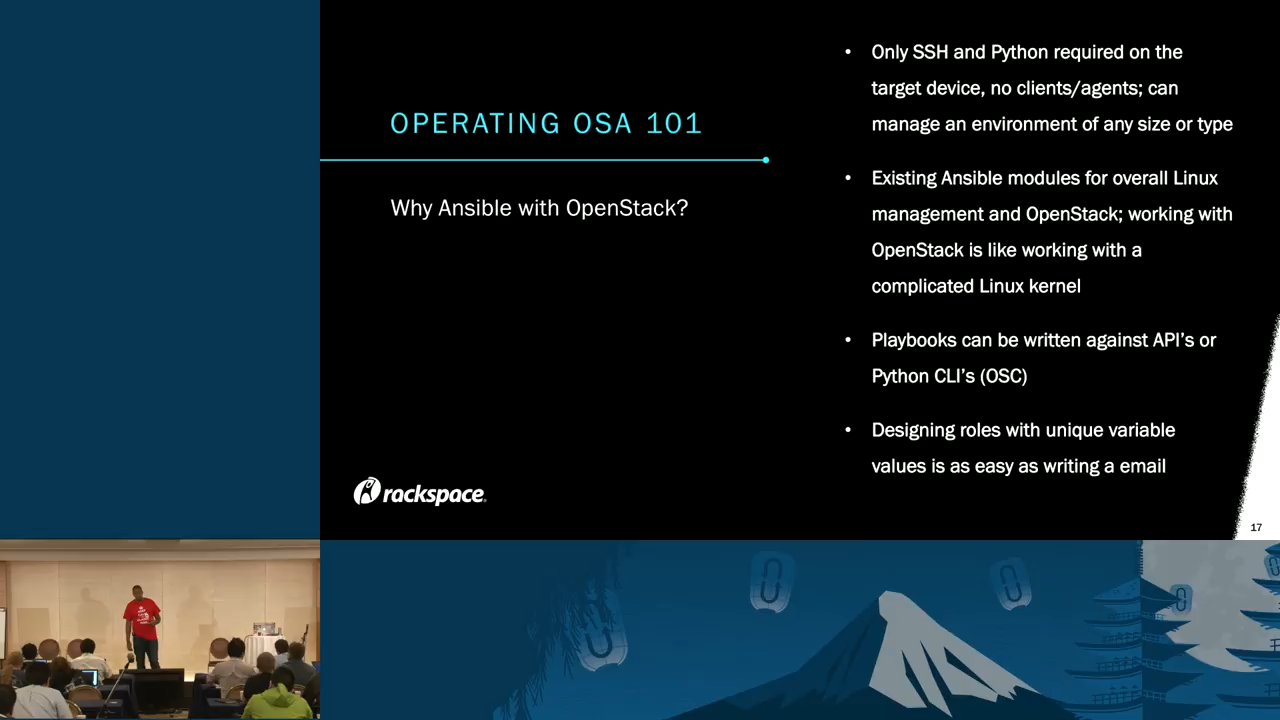 OPERATING OSA 101
Why Ansible with OpenStack?
• Only SSH and Python required on the
target device, no clients/agents; can
manage an environment of any size or type
• Existing Ansible modules for overall Linux
management and OpenStack; working with
OpenStack is like working with a
complicated Linux kernel
• Playbooks can be written against API's or
Python CLI's (OSC)
• Designing roles with unique variable
values is as easy as writing a email
rackspace
17